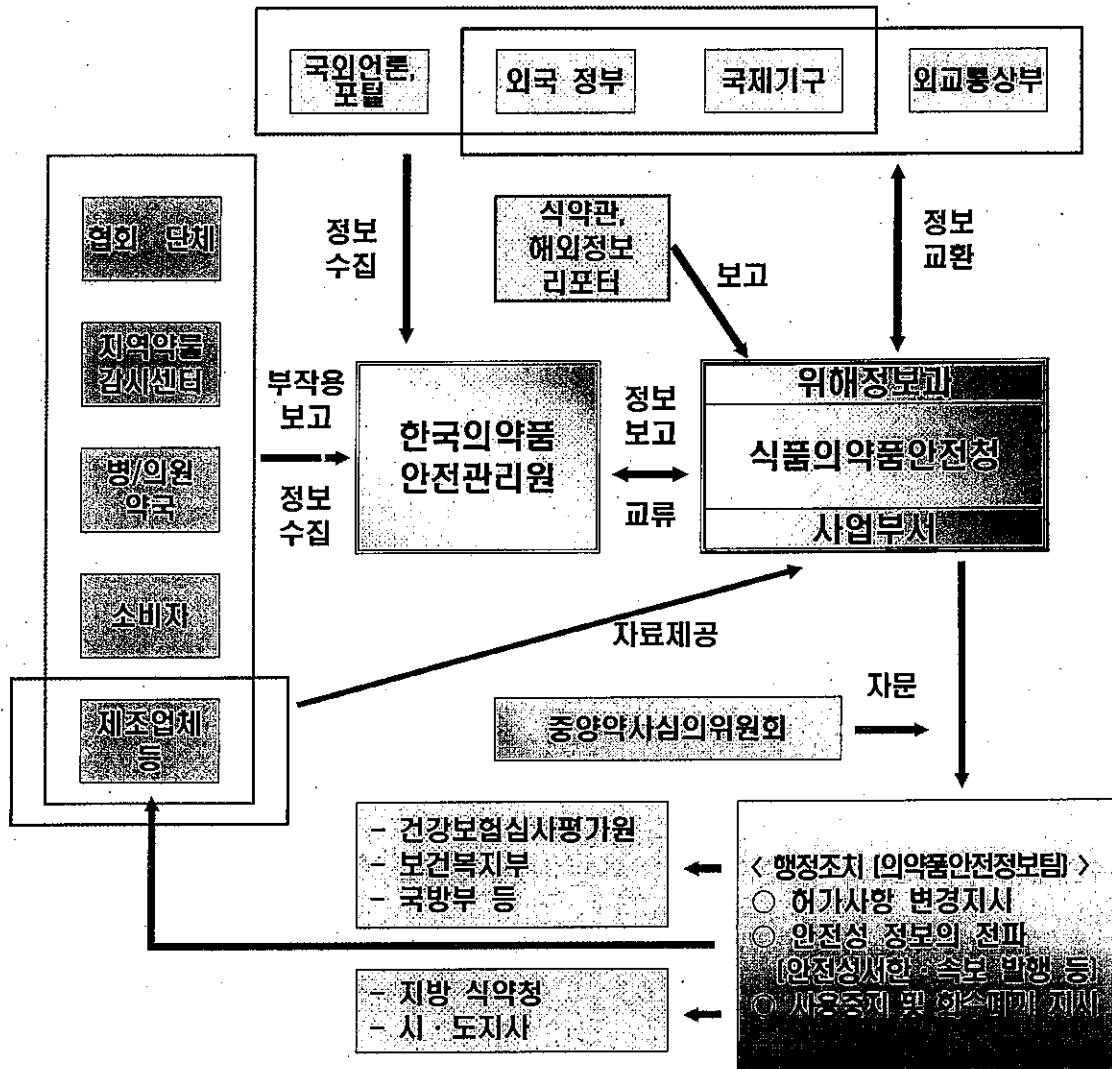 국외언론,
포털
외국 정부
국제기구
외교통상부
협회 단체
지역약물
감시센터
병/의원
약국
소비자
제조업체
등
정보
수집
식약관,
해외정보
리포터
보고
정보
교환
부작용
보고
정보
수집
한국의약품
안전관리원
정보
보고
교류
위해정보과
식품의약품안전청
사업부서
자료제공
자문
중앙약사심의위원회
- 건강보험심사평가원
- 보건복지부
- 국방부 등
- 지방 식약청
- 시·도지사
< 행정조치 [의약품안전정보팀] >
○ 허가사항 변경지시
○ 안전성 정보의 전파
[안전성서한·속보 발행 등]
○ 사용중지 및 회수폐기 지시